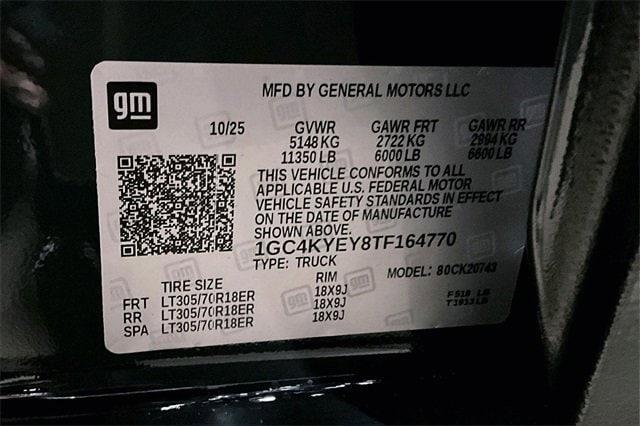 gm
MFD BY GENERAL MOTORS LLC
10/25 GVWR GAWR FRT GAWR RR
5148 KG 2722 KG 2994 KG
11350 LB 6000 LB 6600 LB
THIS VEHICLE CONFORMS TO ALL
APPLICABLE U.S. FEDERAL MOTOR
VEHICLE SAFETY STANDARDS IN EFFECT
ON THE DATE OF MANUFACTURE
SHOWN ABOVE.
1GC4KYEY8TF164770
TYPE: TRUCK MODEL: 80CK20743
TIRE SIZE RIM
FRT LT305/70R18ER 18X9J
RR LT305/70R18ER 18X9J
SPA LT305/70R18ER 18X9J